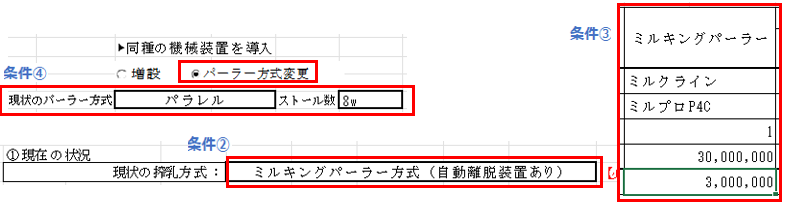 ▶同種の機械装置を導入
条件④
増設
パーラー方式変更
現状のパーラー方式
パラレル
ストール数
8w
条件②
①現在の状況
現状の搾乳方式：
ミルキングパーラー方式（自動離脱装置あり）
条件③
ミルキングパーラー
ミルクライン
ミルプロP4C
1
30,000,000
3,000,000